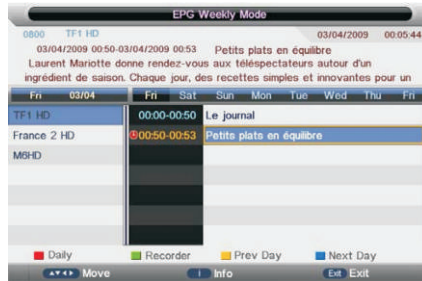 EPG Weekly Mode
0800 TF1 HD 03/04/2009 00:05:44
03/04/2009 00:50-03/04/2009 00:53 Petits plats en équilibre
Laurent Mariotte donne rendez-vous aux téléspectateurs autour d'un
ingrédient de saison. Chaque jour, des recettes simples et innovantes pour un
Fri 03/04 Fri Sat Sun Mon Tue Wed Thu Fri
TF1 HD 00:00-00:50 Le journal
France 2 HD 00:50-00:53 Petits plats en équilibre
M6HD
Daily Recorder Prev Day Next Day
Move i Info Exit Exit